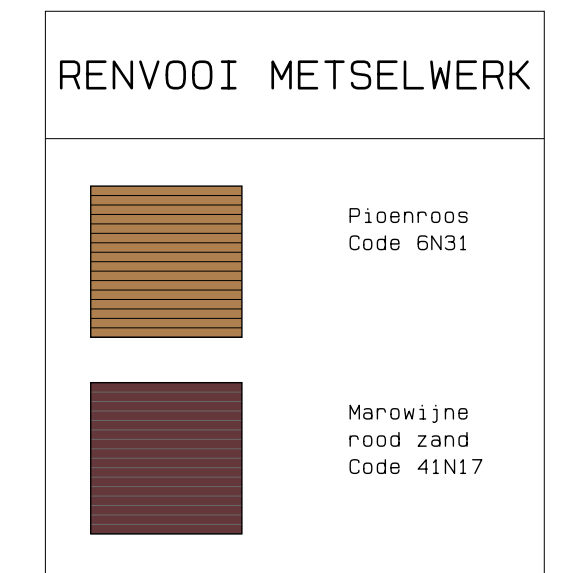 RENVOOI METSELWERK
Pioenroos
Code 6N31
Marowijne
rood zand
Code 41N17